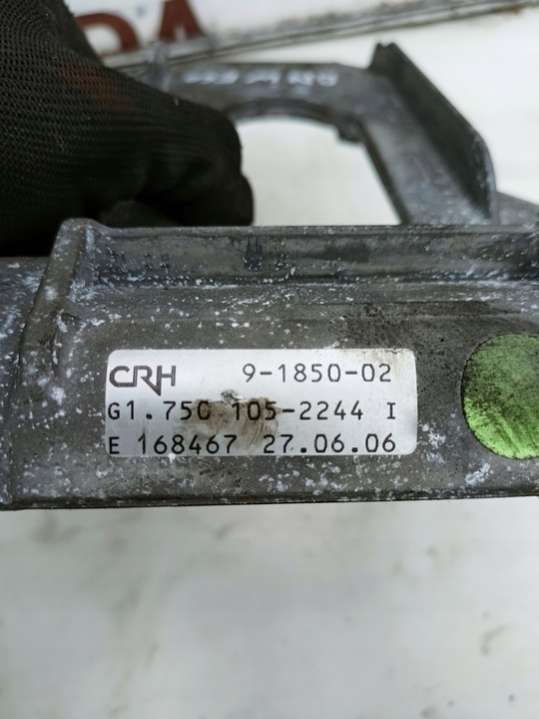 CRH 9-1850-02
G1.750 105-2244 I
E 168467 27.06.06